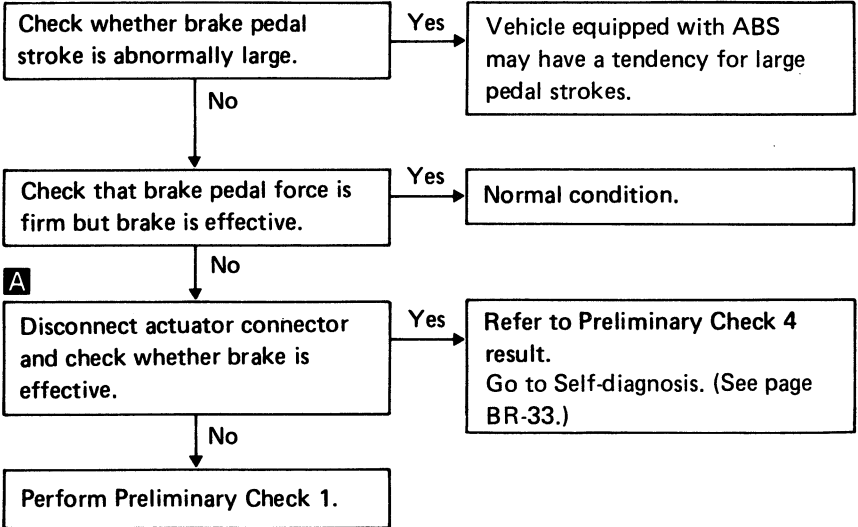 Check whether brake pedal
stroke is abnormally large.
Yes
Vehicle equipped with ABS
may have a tendency for large
pedal strokes.
No
Check that brake pedal force is
firm but brake is effective.
Yes
Normal condition.
No
A
Disconnect actuator connector
and check whether brake is
effective.
Yes
Refer to Preliminary Check 4
result.
Go to Self-diagnosis. (See page
BR-33.)
No
Perform Preliminary Check 1.